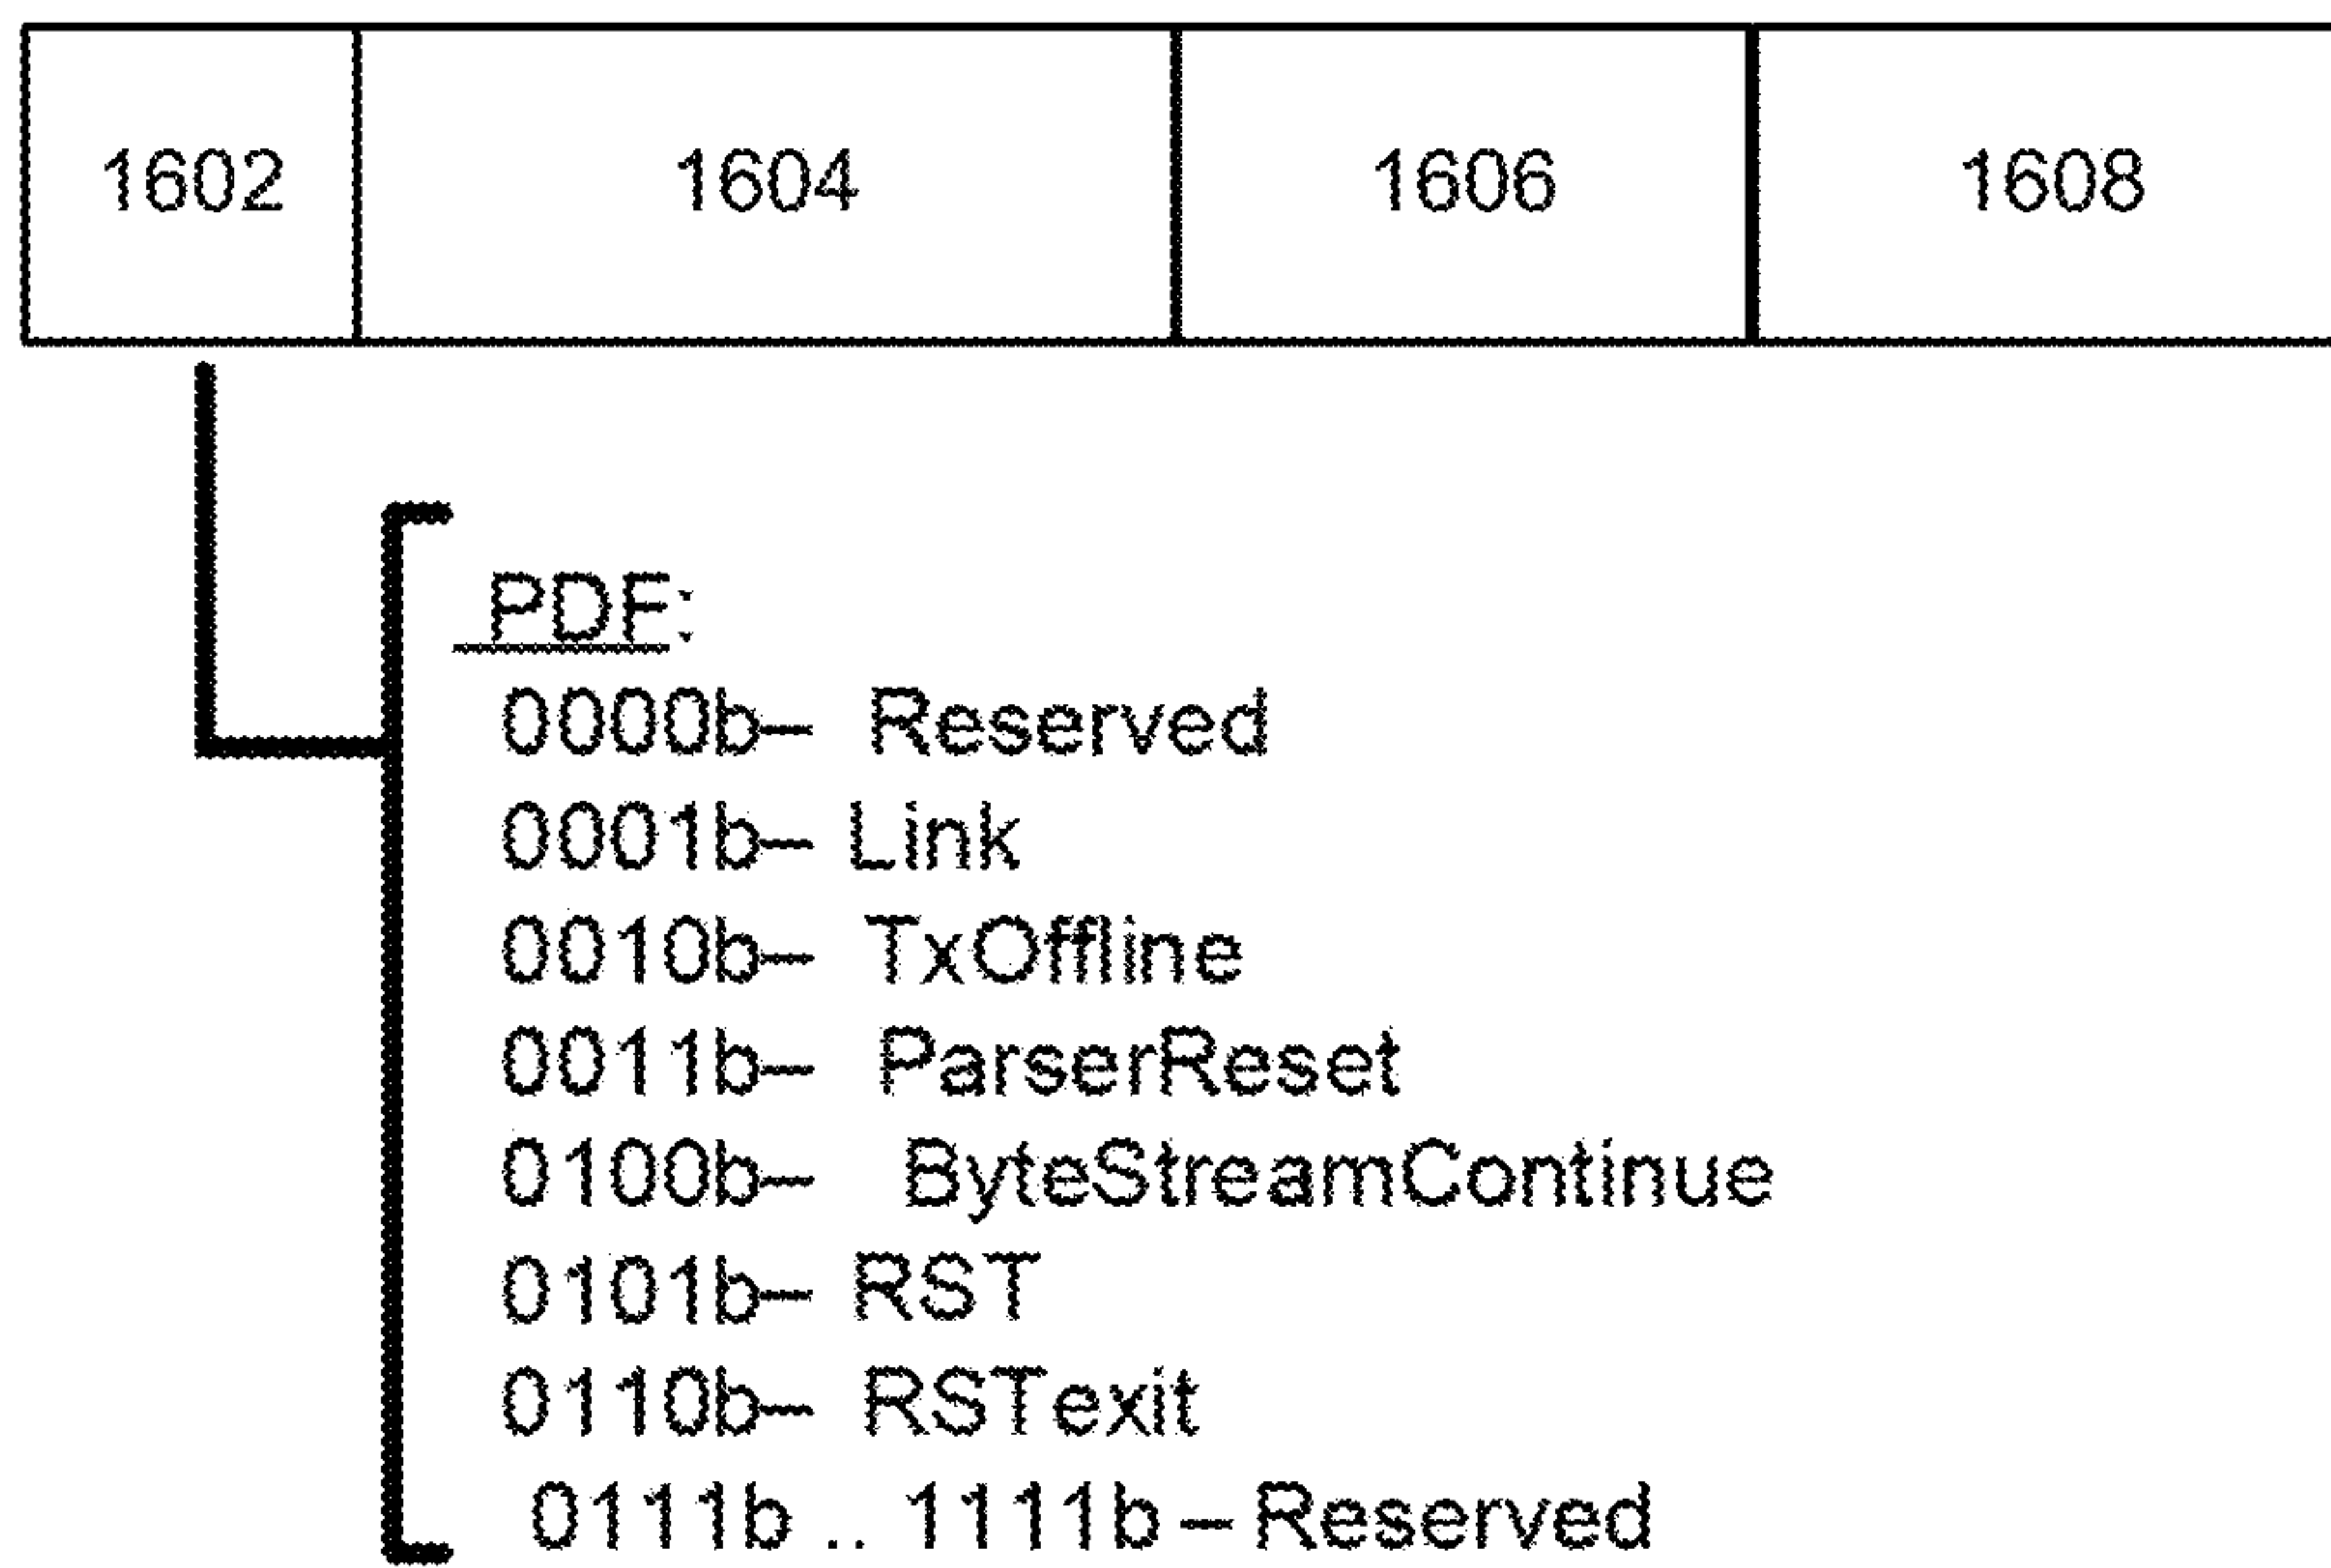 1602 1604 1606 1608
PDF:
0000b– Reserved
0001b– Link
0010b– TxOffline
0011b– ParserReset
0100b– ByteStreamContinue
0101b– RST
0110b– RSTexit
0111b .. 1111b – Reserved